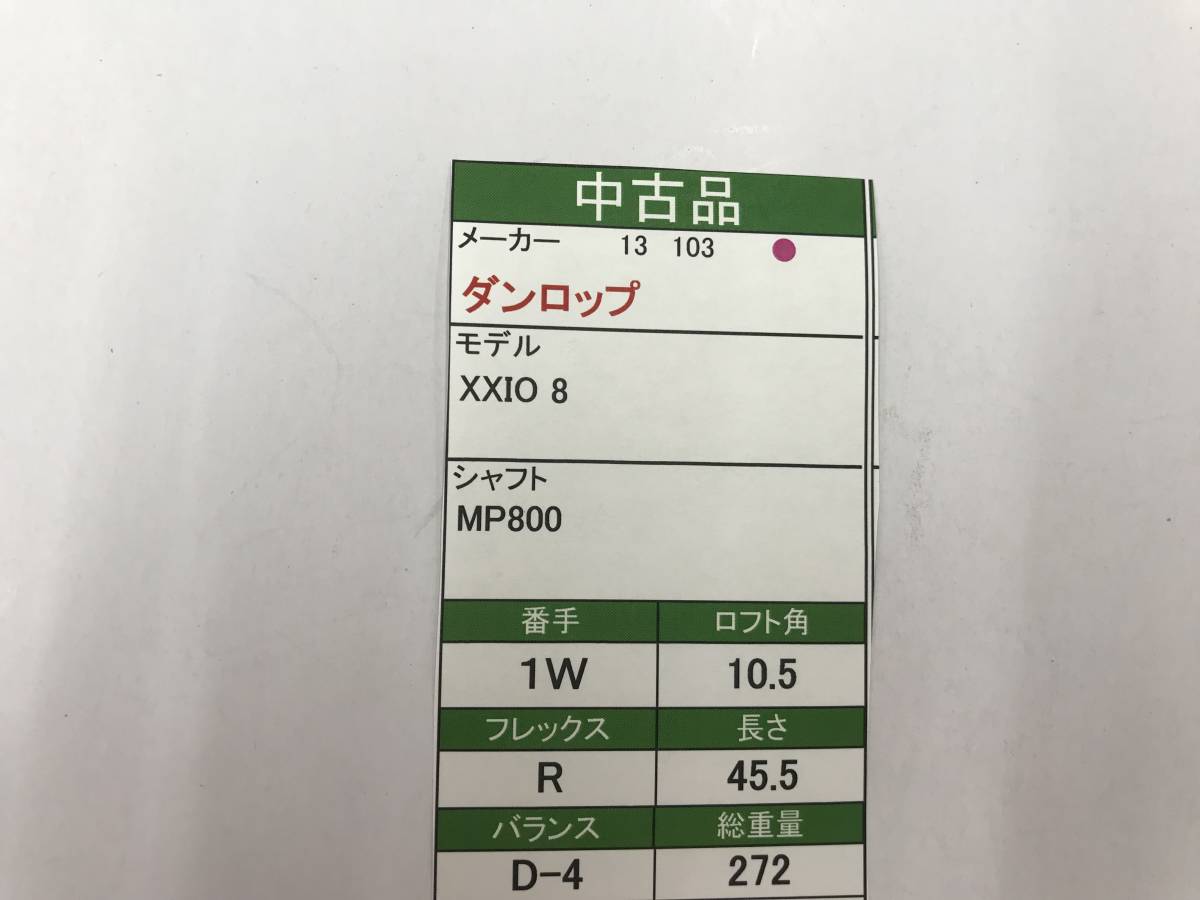 中古品
メーカー 13 103
ダンロップ
モデル
XXIO 8
シャフト
MP800
番手 ロフト角
1W 10.5
フレックス 長さ
R 45.5
バランス 総重量
D-4 272